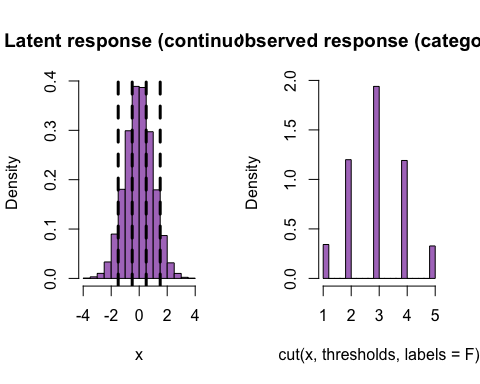 Latent response (continuo
bserved response (catego
Density
0.0 0.1 0.2 0.3 0.4
-4 -2 0 2 4
x
Density
0.0 0.5 1.0 1.5 2.0
1 2 3 4 5
cut(x, thresholds, labels = F)